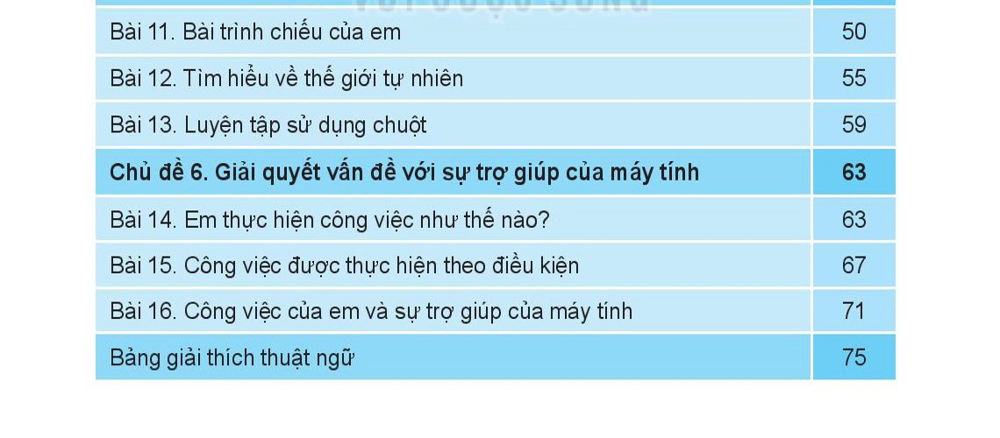 Bài 11. Bài trình chiếu của em 50
Bài 12. Tìm hiểu về thế giới tự nhiên 55
Bài 13. Luyện tập sử dụng chuột 59
Chủ đề 6. Giải quyết vấn đề với sự trợ giúp của máy tính 63
Bài 14. Em thực hiện công việc như thế nào? 63
Bài 15. Công việc được thực hiện theo điều kiện 67
Bài 16. Công việc của em và sự trợ giúp của máy tính 71
Bảng giải thích thuật ngữ 75